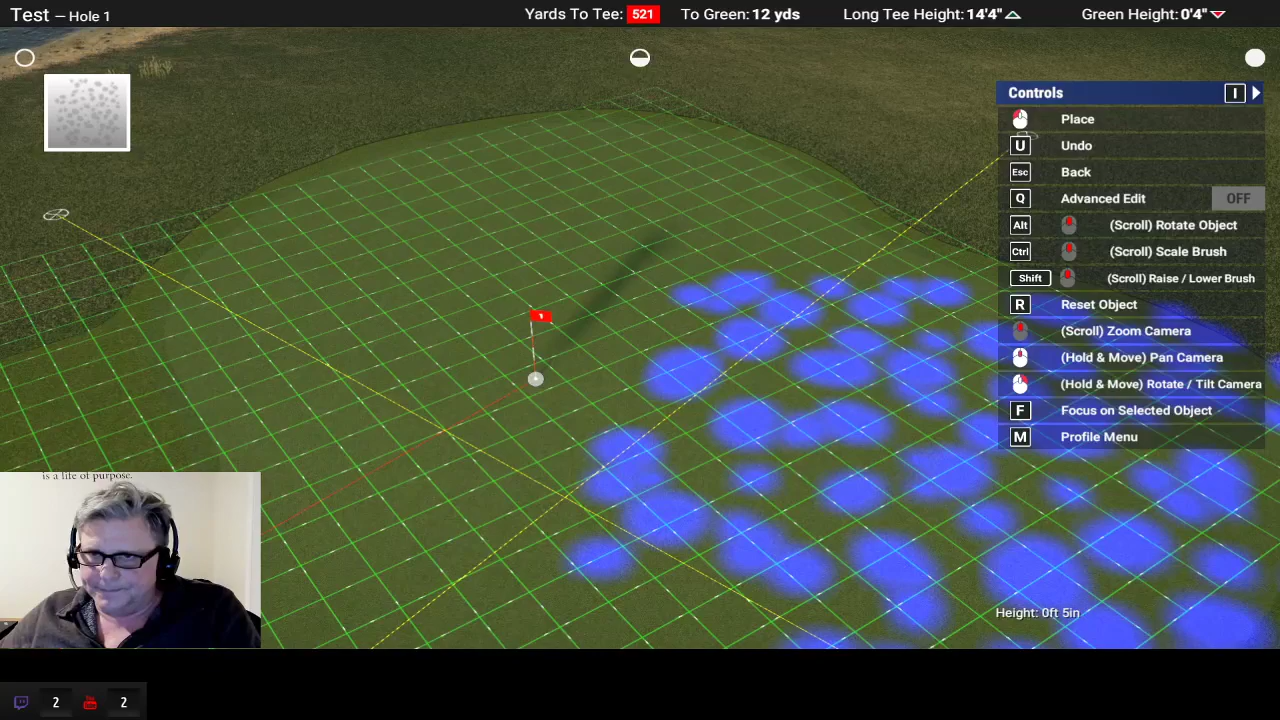 Test — Hole 1
Yards To Tee: 521 To Green: 12 yds Long Tee Height: 14'4" Green Height: 0'4"
Controls I
Place
U Undo
Esc Back
Q Advanced Edit OFF
Alt (Scroll) Rotate Object
Ctrl (Scroll) Scale Brush
Shift (Scroll) Raise / Lower Brush
R Reset Object
(Scroll) Zoom Camera
(Hold & Move) Pan Camera
(Hold & Move) Rotate / Tilt Camera
F Focus on Selected Object
M Profile Menu
1
is a life of purpose.
Height: 0ft 5in
2 You Tube 2